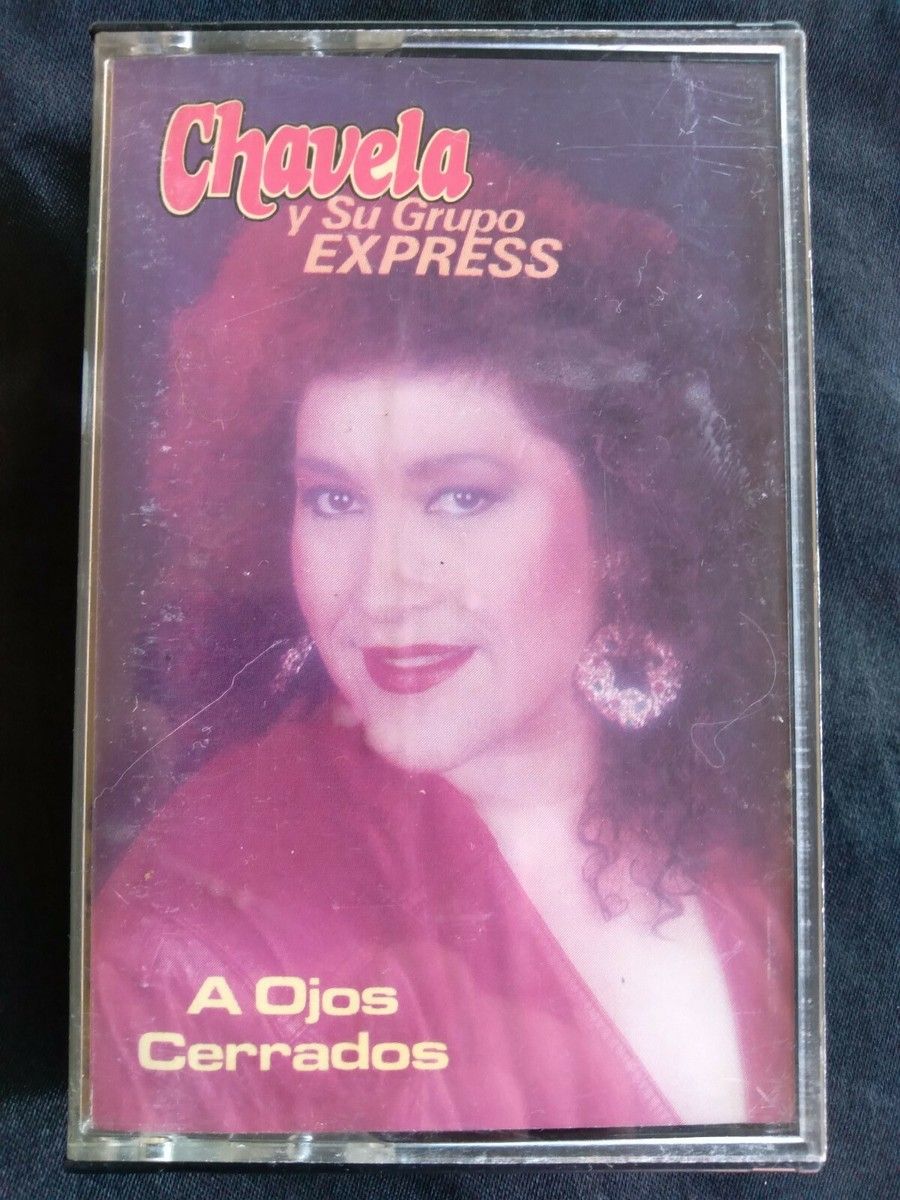 Chavela
y Su Grupo
EXPRESS
A Ojos
Cerrados